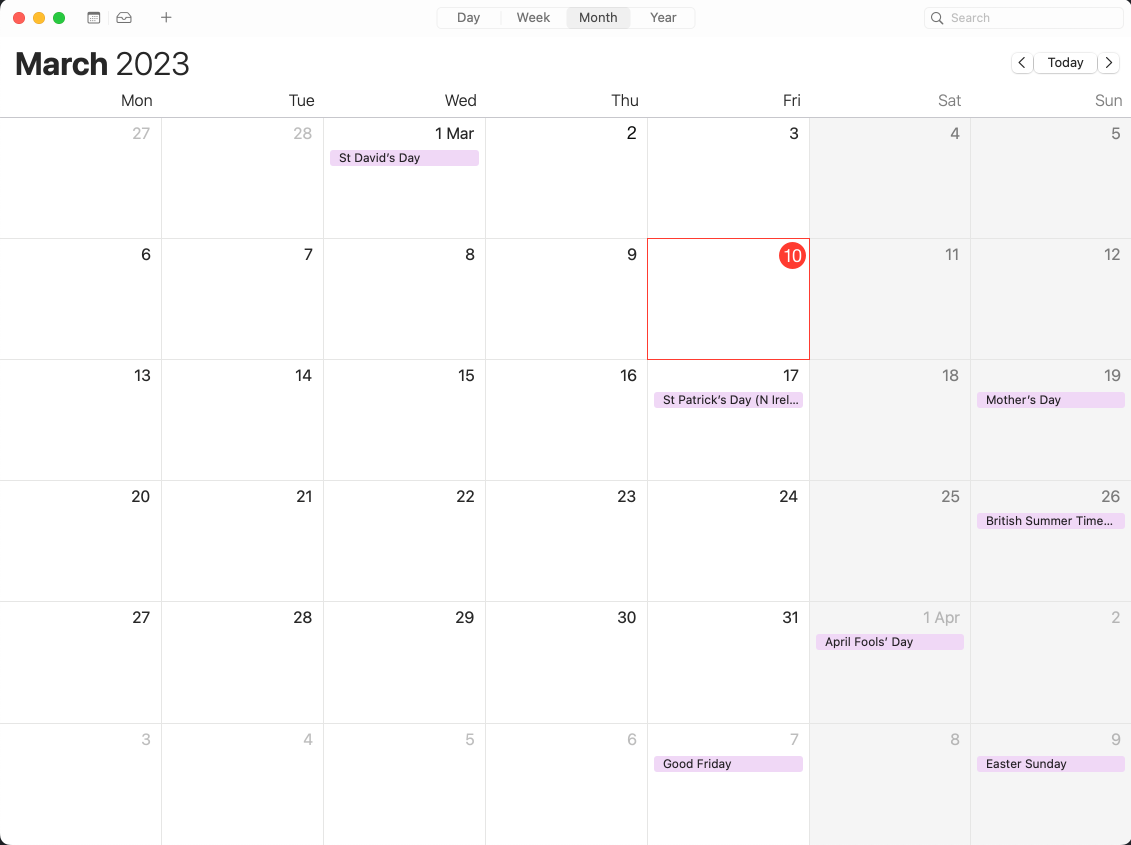 Day Week Month Year Search
March 2023 Today
Mon Tue Wed Thu Fri Sat Sun
27 28 1 Mar 2 3 4 5
St David's Day
6 7 8 9 10 11 12
13 14 15 16 17 18 19
St Patrick's Day (N Irel... Mother's Day
20 21 22 23 24 25 26
British Summer Time...
27 28 29 30 31 1 Apr 2
April Fools' Day
3 4 5 6 7 8 9
Good Friday Easter Sunday